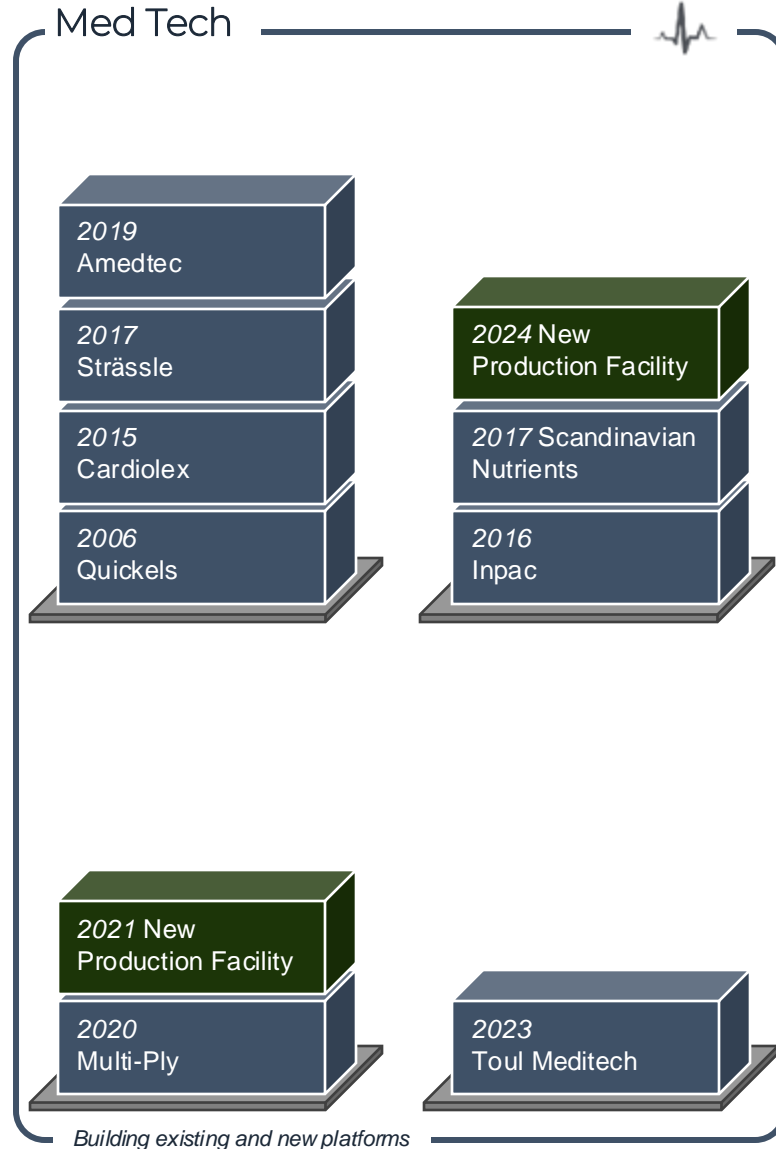 Med Tech
2019
Amedtec
2017
Strässle
2015
Cardiolex
2006
Quickels
2024 New
Production Facility
2017 Scandinavian
Nutrients
2016
Inpac
2021 New
Production Facility
2020
Multi-Ply
2023
Toul Meditech
Building existing and new platforms